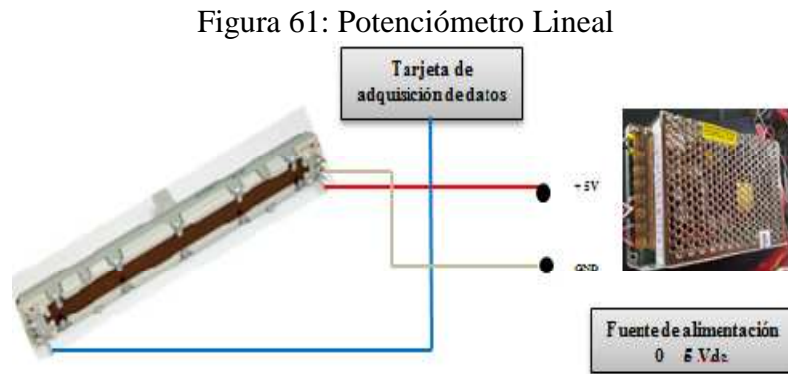 Figura 61: Potenciómetro Lineal
Tarjeta de
adquisición de datos
+ 5V
GND
Fuente de alimentación
0 5 Vdc